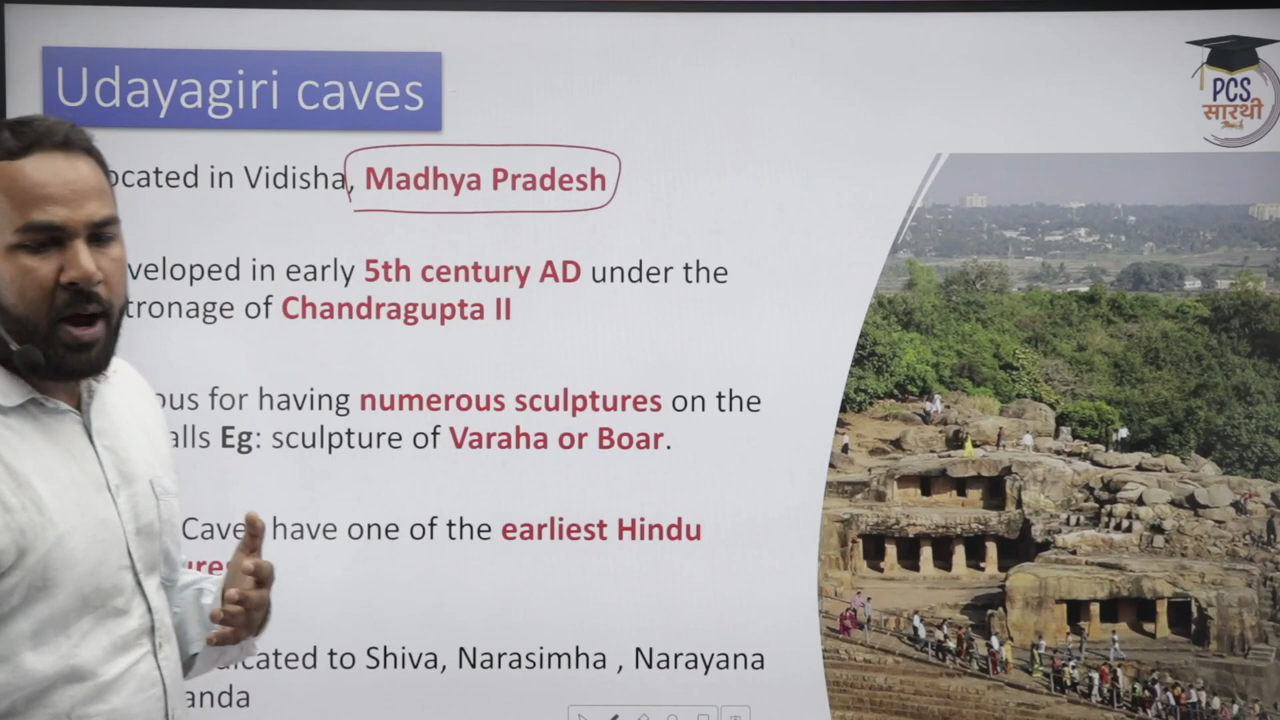 Udayagiri caves
PCS
सारथी
ocated in Vidisha, Madhya Pradesh
veloped in early 5th century AD under the
tronage of Chandragupta II
ous for having numerous sculptures on the
alls Eg: sculpture of Varaha or Boar.
Caves have one of the earliest Hindu
ures
dicated to Shiva, Narasimha , Narayana
anda